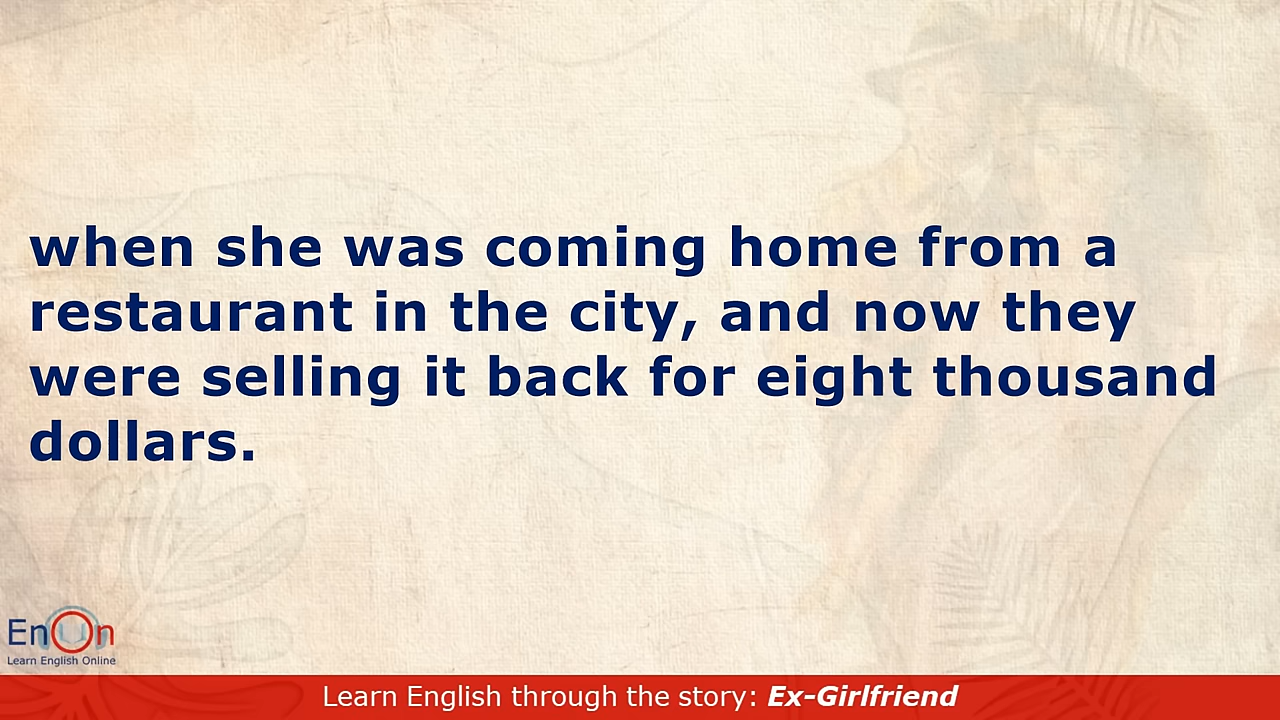 when she was coming home from a
restaurant in the city, and now they
were selling it back for eight thousand
dollars.
EnOn
Learn English Online
Learn English through the story: Ex-Girlfriend